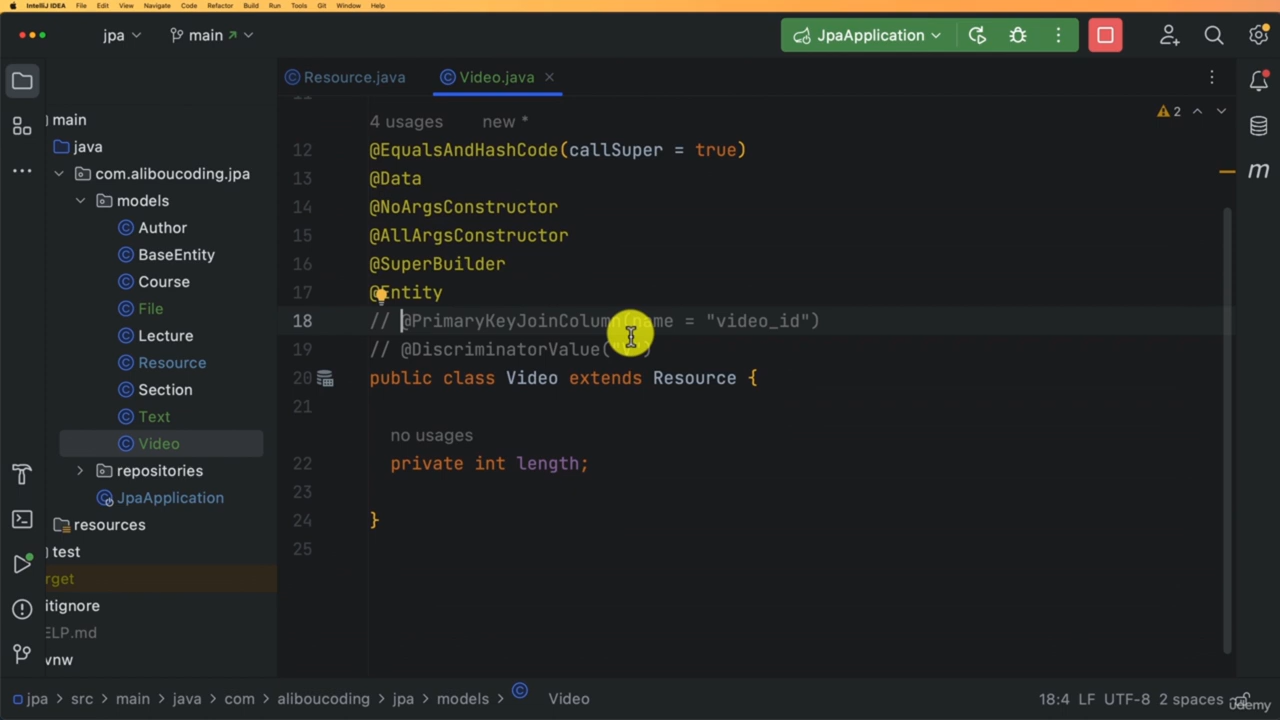 IntelliJ IDEA File Edit View Navigate Code Refactor Build Run Tools Git Window Help
jpa main JpaApplication
Resource.java Video.java
main
java
com.aliboucoding.jpa
models
Author
BaseEntity
Course
File
Lecture
Resource
Section
Text
Video
repositories
JpaApplication
resources
test
rget
itignore
ELP.md
vnw
2
11
4 usages new *
12 @EqualsAndHashCode(callSuper = true)
13 @Data
14 @NoArgsConstructor
15 @AllArgsConstructor
16 @SuperBuilder
17 @Entity
18 // @PrimaryKeyJoinColumn(name = "video_id")
19 // @DiscriminatorValue("V")
20 public class Video extends Resource {
21
no usages
22 private int length;
23
24 }
25
m
jpa > src > main > java > com > aliboucoding > jpa > models > Video
18:4 LF UTF-8 2 spaces
udemy